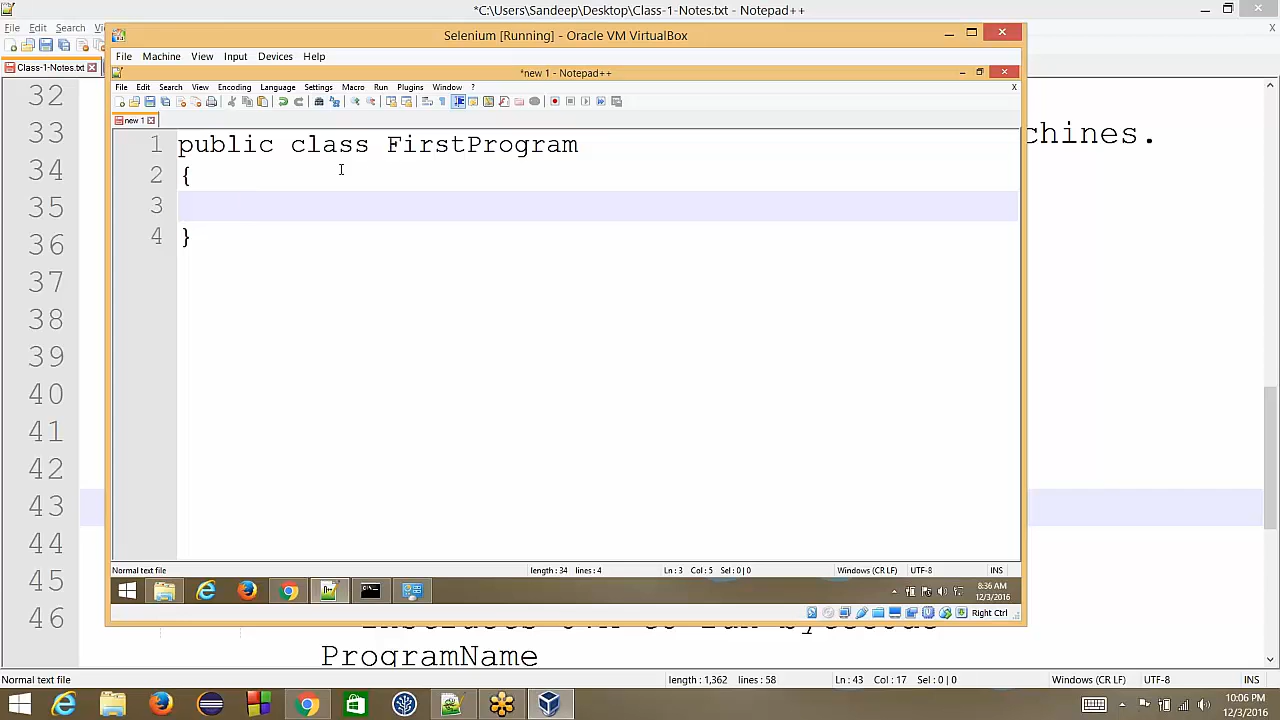 *C:\Users\Sandeep\Desktop\Class-1-Notes.txt - Notepad++
File Edit Search Vi
Class-1-Notes.txt
Selenium [Running] - Oracle VM VirtualBox
File Machine View Input Devices Help
*new 1 - Notepad++
File Edit Search View Encoding Language Settings Macro Run Plugins Window ? X
new 1
1 public class FirstProgram
2 {
3
4 }
Normal text file length : 34 lines : 4 Ln : 3 Col : 5 Sel : 0 | 0 Windows (CR LF) UTF-8 INS
8:36 AM
12/3/2016
Right Ctrl
32
33 chines.
34
35
36
37
38
39
40
41
42
43
44
45
46
ProgramName
Normal text file length : 1,362 lines : 58 Ln : 43 Col : 17 Sel : 0 | 0 Windows (CR LF) UTF-8 INS
10:06 PM
12/3/2016